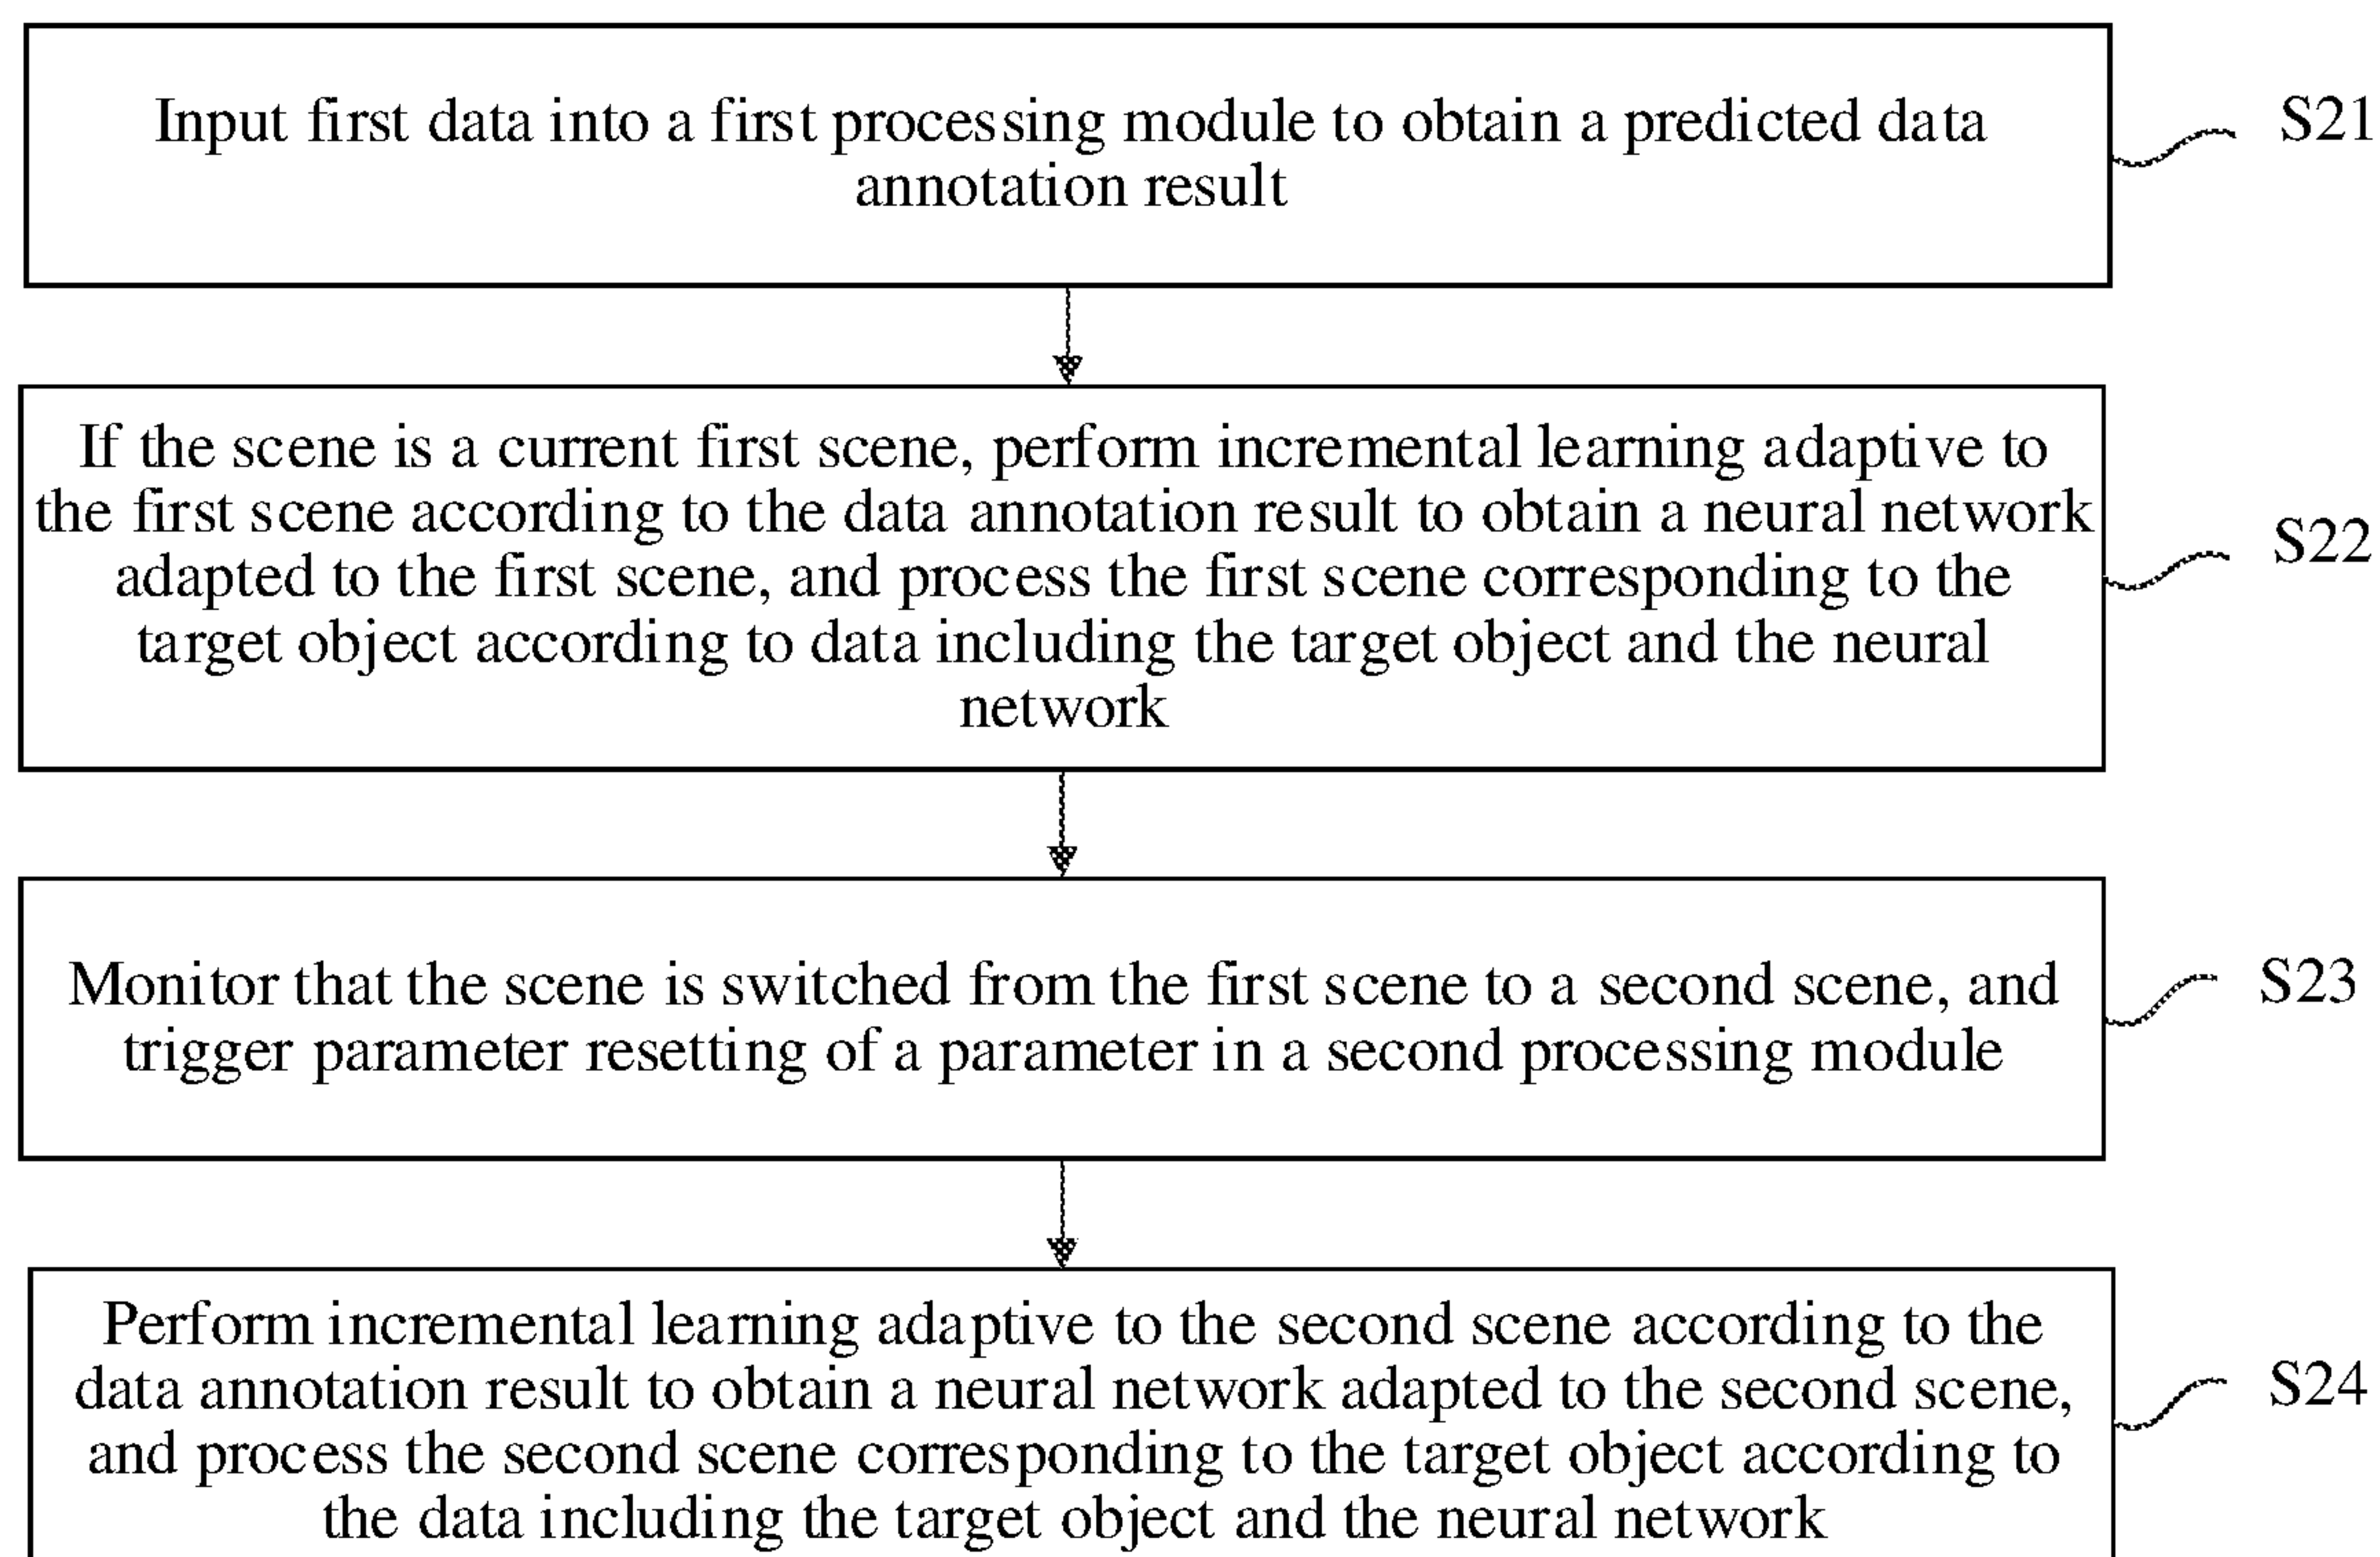 Input first data into a first processing module to obtain a predicted data
annotation result
S21
If the scene is a current first scene, perform incremental learning adaptive to
the first scene according to the data annotation result to obtain a neural network
adapted to the first scene, and process the first scene corresponding to the
target object according to data including the target object and the neural
network
S22
Monitor that the scene is switched from the first scene to a second scene, and
trigger parameter resetting of a parameter in a second processing module
S23
Perform incremental learning adaptive to the second scene according to the
data annotation result to obtain a neural network adapted to the second scene,
and process the second scene corresponding to the target object according to
the data including the target object and the neural network
S24